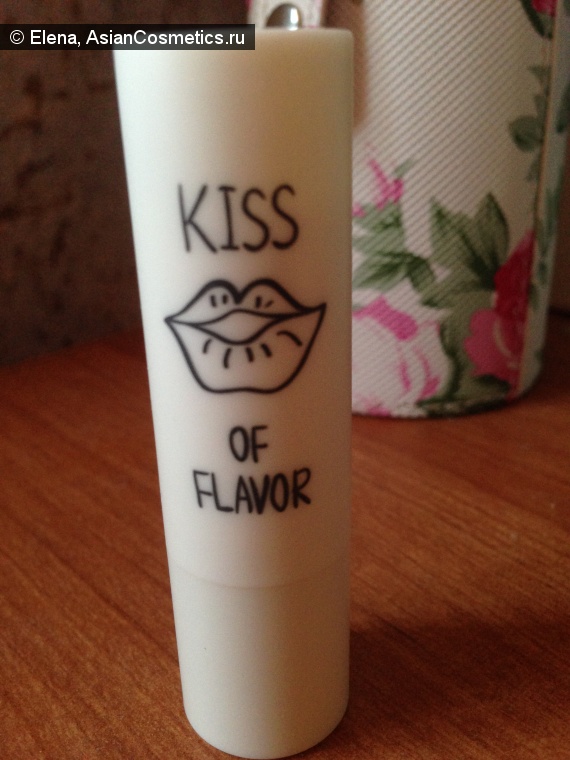 © Elena, AsianCosmetics.ru
KISS
OF
FLAVOR